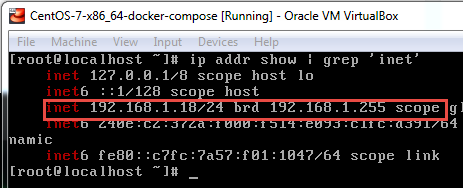 CentOS-7-x86_64-docker-compose [Running] - Oracle VM VirtualBox
Machine View Input Devices Help
[root@localhost ~]# ip addr show | grep 'inet'
inet 127.0.0.1/8 scope host lo
inet6 ::1/128 scope host
inet 192.168.1.18/24 brd 192.168.1.255 scope gl
inet6 240e:c2:372a:f000:f514:e093:c1fc:d391/64
namic
inet6 fe80::c7fc:7a57:f01:1047/64 scope link
[root@localhost ~]# _